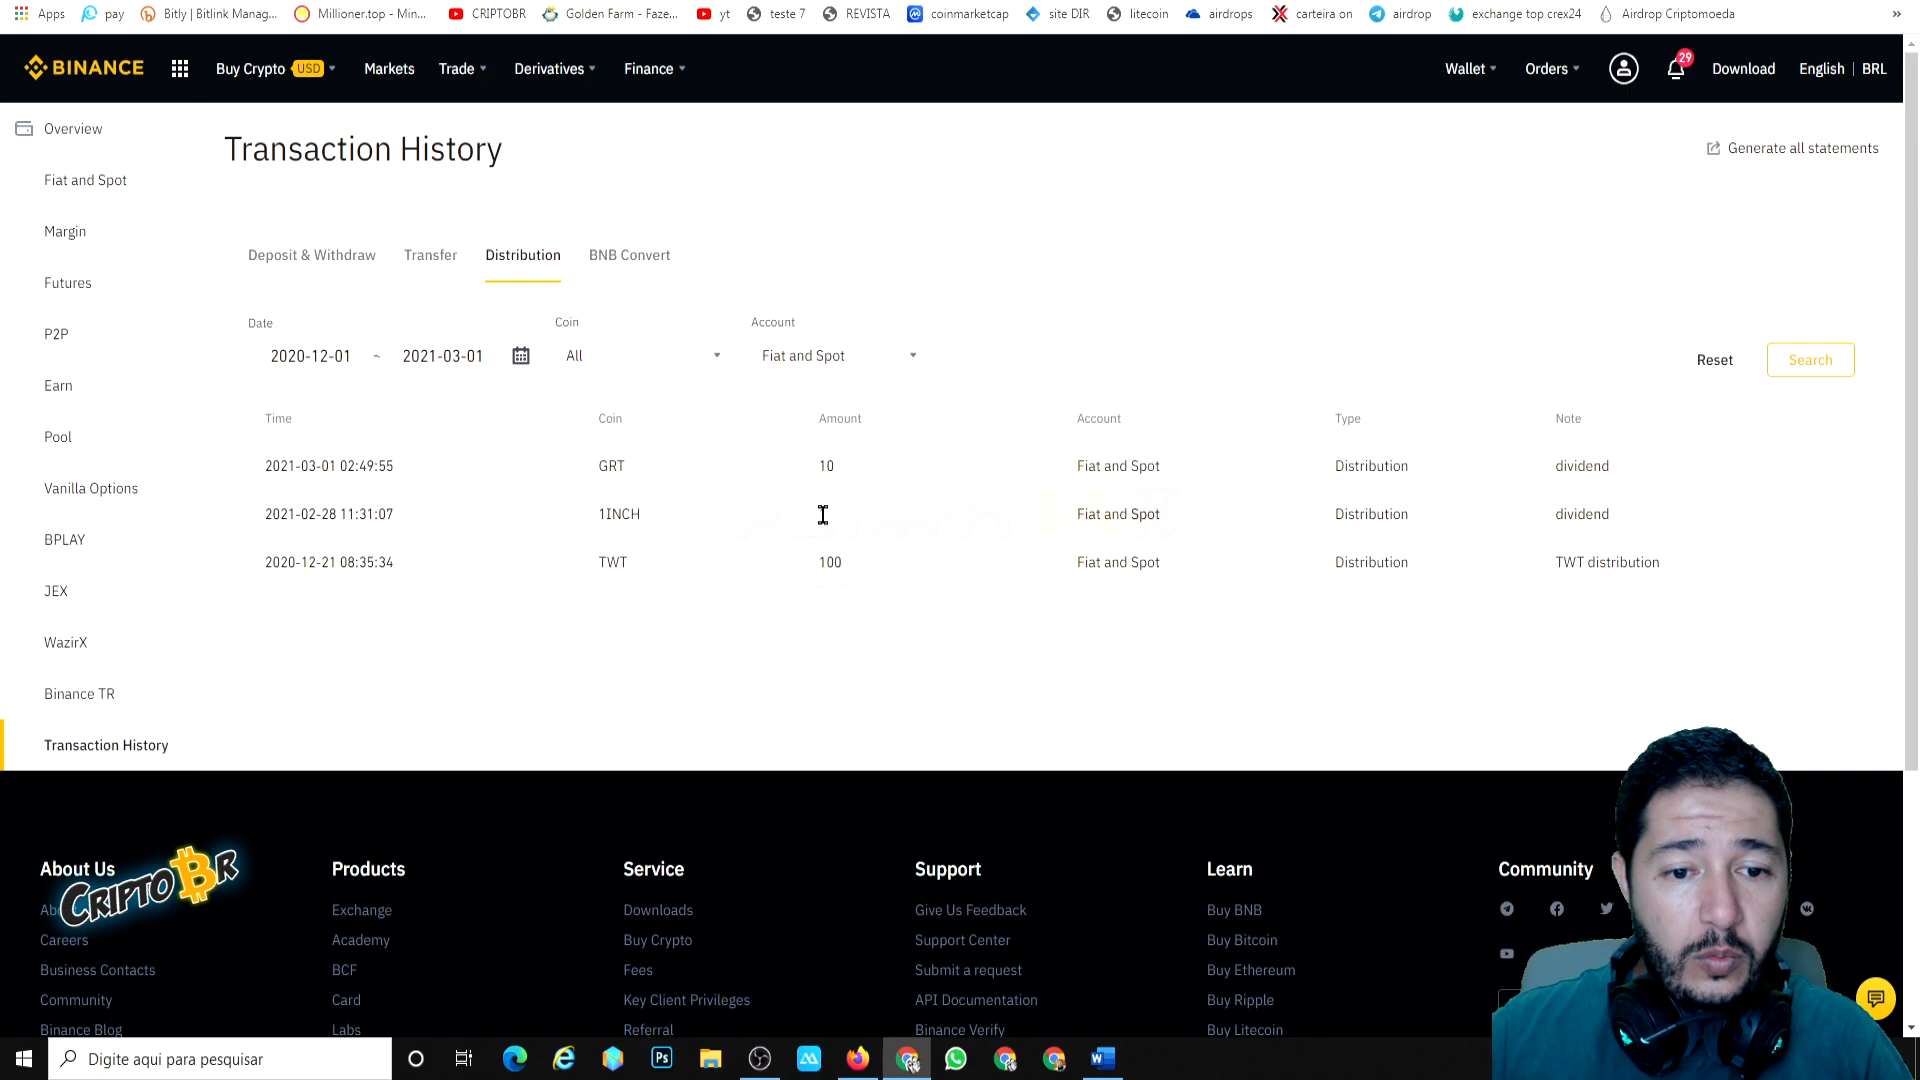 Apps pay Bitly | Bitlink Manag... Millioner.top - Min... CRIPTOBR Golden Farm - Faze... yt teste 7 REVISTA coinmarketcap site DIR litecoin airdrops carteira on airdrop exchange top crex24 Airdrop Criptomoeda »
BINANCE Buy Crypto USD Markets Trade Derivatives Finance Wallet Orders 29 Download English | BRL
Overview
Transaction History
Generate all statements
Fiat and Spot
Margin
Futures
P2P
Earn
Pool
Vanilla Options
BPLAY
JEX
WazirX
Binance TR
Transaction History
Deposit & Withdraw Transfer Distribution BNB Convert
Date Coin Account
2020-12-01 ~ 2021-03-01 All Fiat and Spot Reset Search
Time Coin Amount Account Type Note
2021-03-01 02:49:55 GRT 10 Fiat and Spot Distribution dividend
2021-02-28 11:31:07 1INCH Fiat and Spot Distribution dividend
2020-12-21 08:35:34 TWT 100 Fiat and Spot Distribution TWT distribution
About Us Products Service Support Learn Community
CRIPTOBR
Exchange Downloads Give Us Feedback Buy BNB
Careers Academy Buy Crypto Support Center Buy Bitcoin
Business Contacts BCF Fees Submit a request Buy Ethereum
Community Card Key Client Privileges API Documentation Buy Ripple
Binance Blog Labs Referral Binance Verify Buy Litecoin
Digite aqui para pesquisar Ps